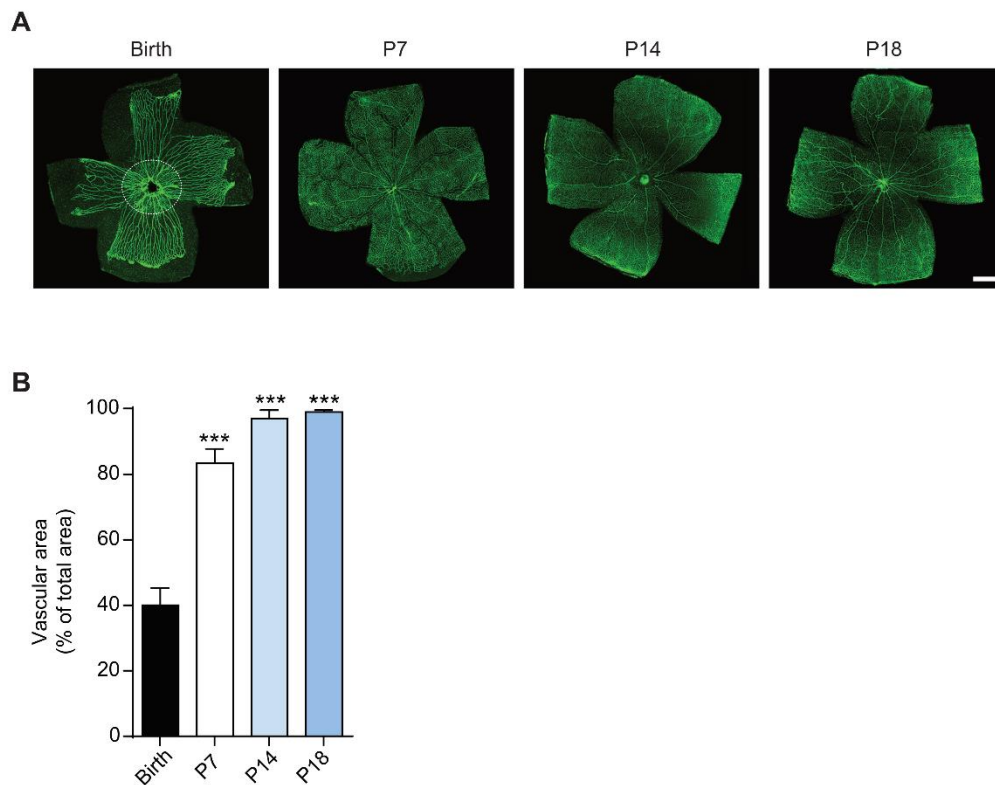 A
Birth P7 P14 P18
B
Vascular area
(% of total area)
100
80
60
40
20
0
*** *** ***
Birth P7 P14 P18